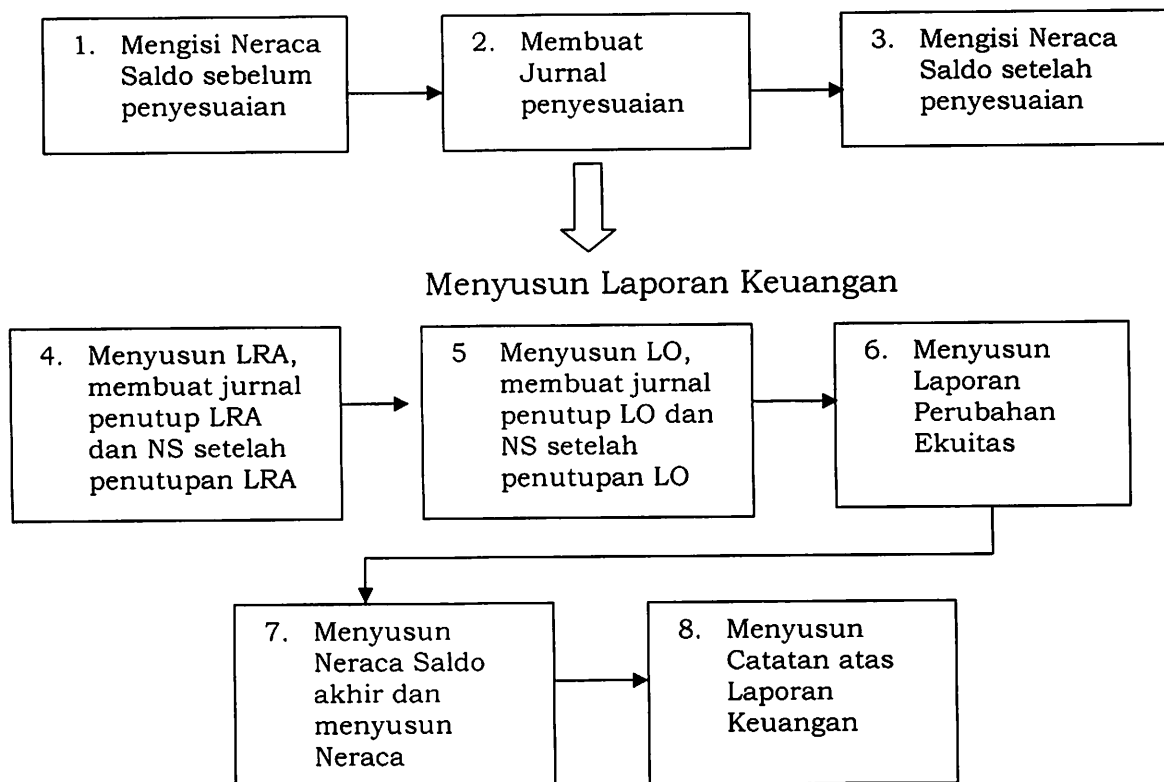 1. Mengisi Neraca
Saldo sebelum
penyesuaian
2. Membuat
Jurnal
penyesuaian
3. Mengisi Neraca
Saldo setelah
penyesuaian
Menyusun Laporan Keuangan
4. Menyusun LRA,
membuat jurnal
penutup LRA
dan NS setelah
penutupan LRA
5 Menyusun LO,
membuat jurnal
penutup LO dan
NS setelah
penutupan LO
6. Menyusun
Laporan
Perubahan
Ekuitas
7. Menyusun
Neraca Saldo
akhir dan
menyusun
Neraca
8. Menyusun
Catatan atas
Laporan
Keuangan